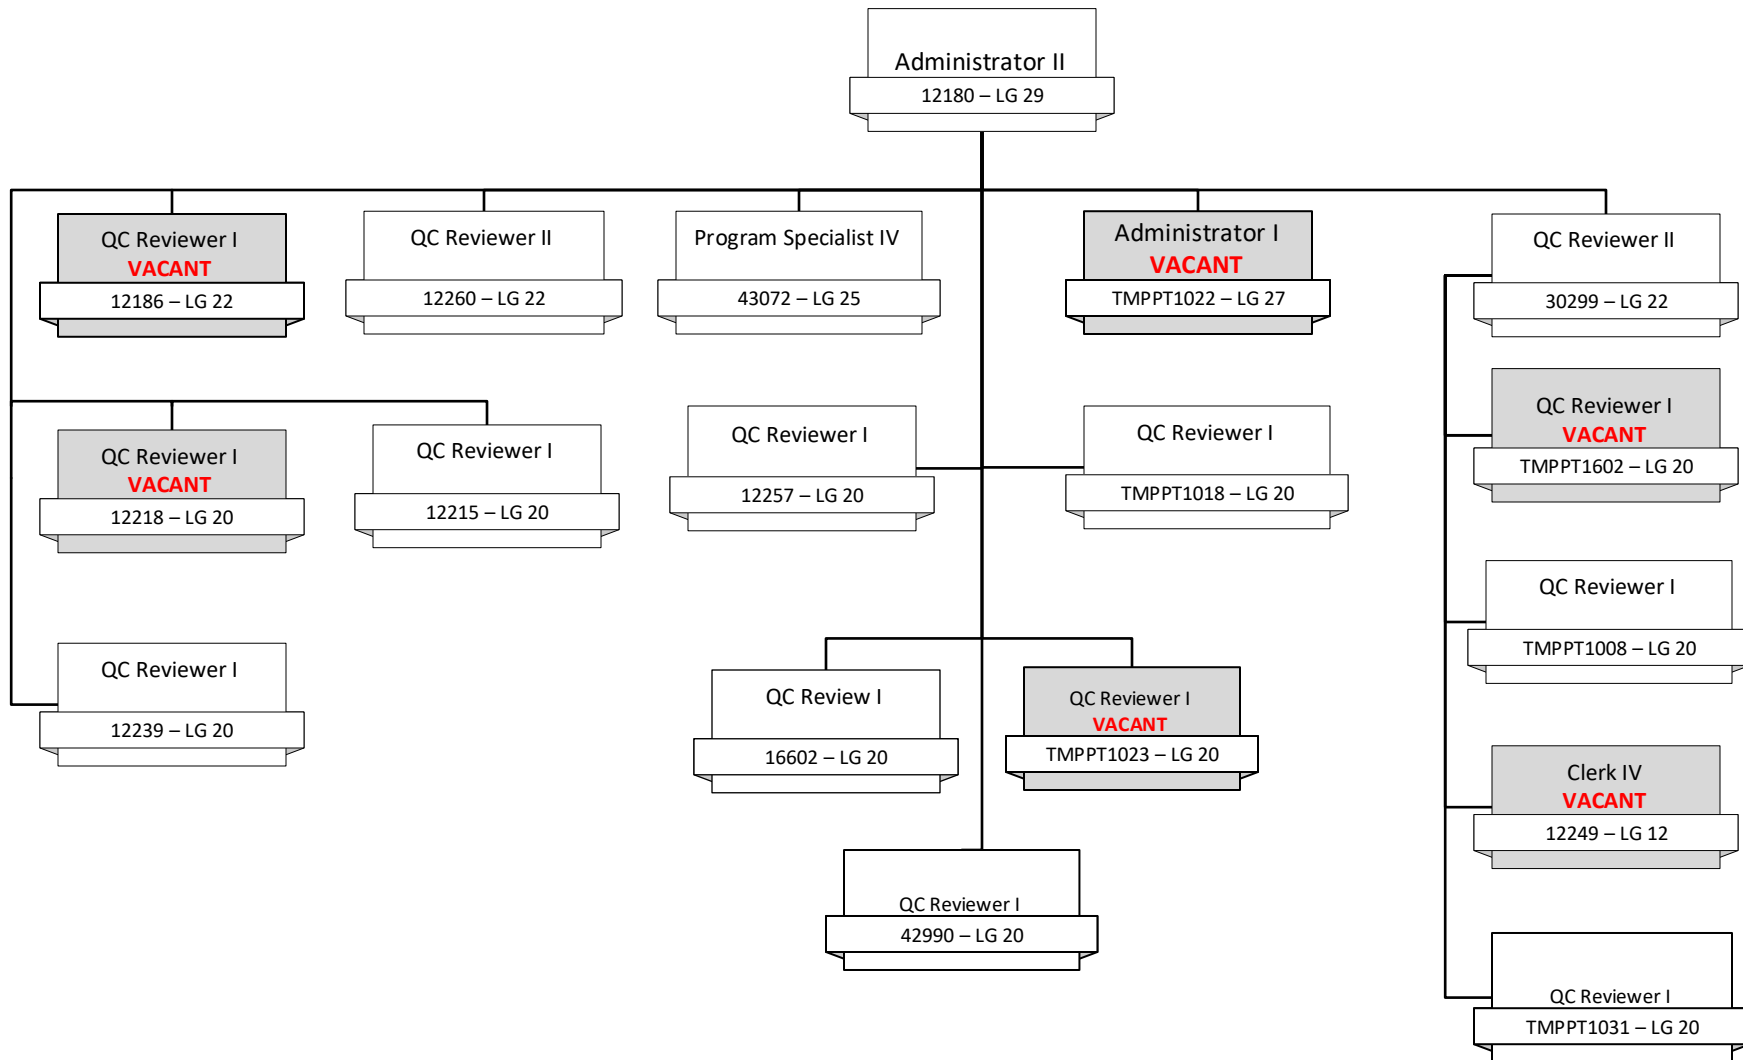 Administrator II
12180 – LG 29
QC Reviewer I
VACANT
12186 – LG 22
QC Reviewer II
12260 – LG 22
Program Specialist IV
43072 – LG 25
Administrator I
VACANT
TMPPT1022 – LG 27
QC Reviewer II
30299 – LG 22
QC Reviewer I
VACANT
12218 – LG 20
QC Reviewer I
12215 – LG 20
QC Reviewer I
12257 – LG 20
QC Reviewer I
TMPPT1018 – LG 20
QC Reviewer I
VACANT
TMPPT1602 – LG 20
QC Reviewer I
TMPPT1008 – LG 20
QC Reviewer I
12239 – LG 20
QC Review I
16602 – LG 20
QC Reviewer I
VACANT
TMPPT1023 – LG 20
Clerk IV
VACANT
12249 – LG 12
QC Reviewer I
42990 – LG 20
QC Reviewer I
TMPPT1031 – LG 20